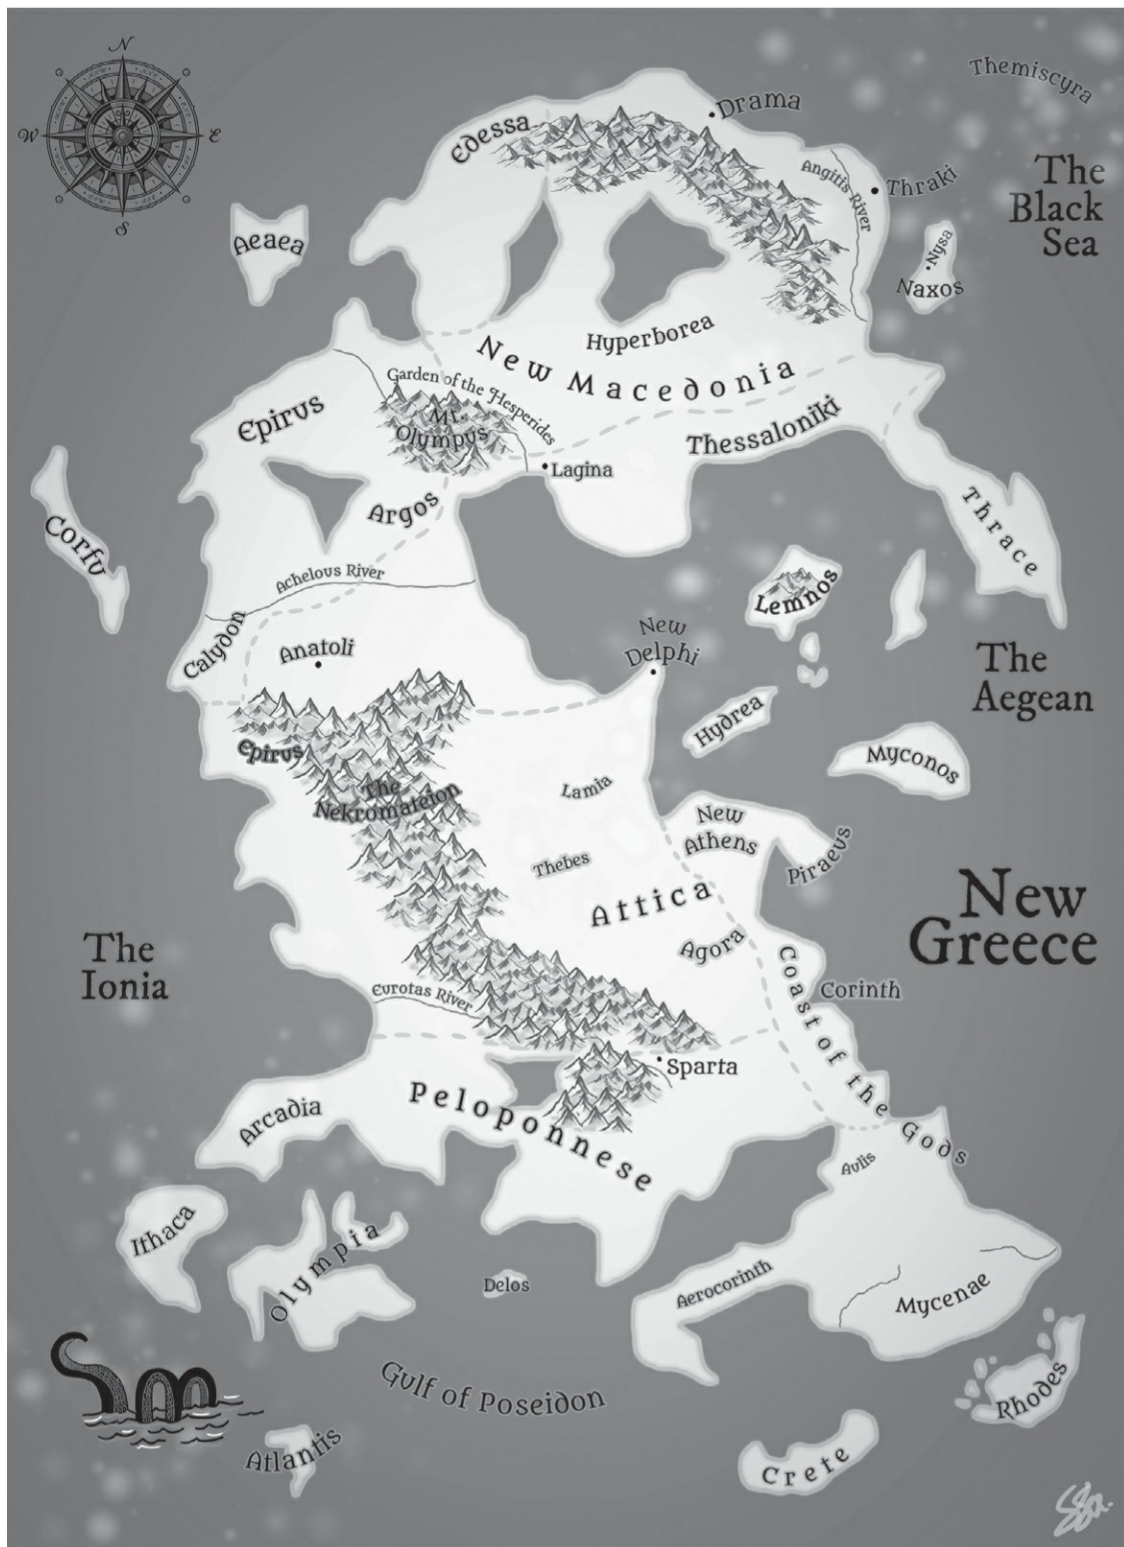 N
W
E
S
Themiscyra
Drama
Edessa
The
Black
Sea
Angitis River
Thraki
Nysa
Naxos
Aeaea
Hyperborea
New Macedonia
Garden of the Hesperides
Mt.
Olympus
Epirus
Thessaloniki
Lagina
Argos
Thrace
Corfu
Achelous River
Lemnos
Calydon
Anatoli
New
Delphi
The
Aegean
Hydrea
Epirus
Myconos
The
Nekromateion
Lamia
New
Athens
Piraeus
Thebes
Attica
New
Greece
Agora
The
Ionia
Coast of the Gods
Corinth
Eurotas River
Sparta
Peloponnese
Arcadia
Aulis
Ithaca
Olympia
Delos
Aerocorinth
Mycenae
Rhodes
Gulf of Poseidon
Atlantis
Crete